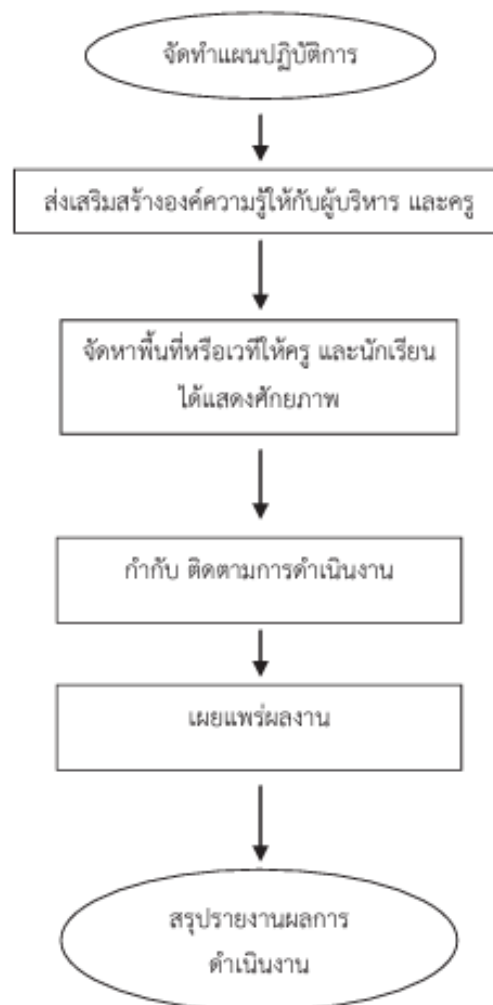 จัดทำแผนปฏิบัติการ
ส่งเสริมสร้างองค์ความรู้ให้กับผู้บริหาร และครู
จัดหาพื้นที่หรือเวทีให้ครู และนักเรียน
ได้แสดงศักยภาพ
กำกับ ติดตามการดำเนินงาน
เผยแพร่ผลงาน
สรุปรายงานผลการ
ดำเนินงาน